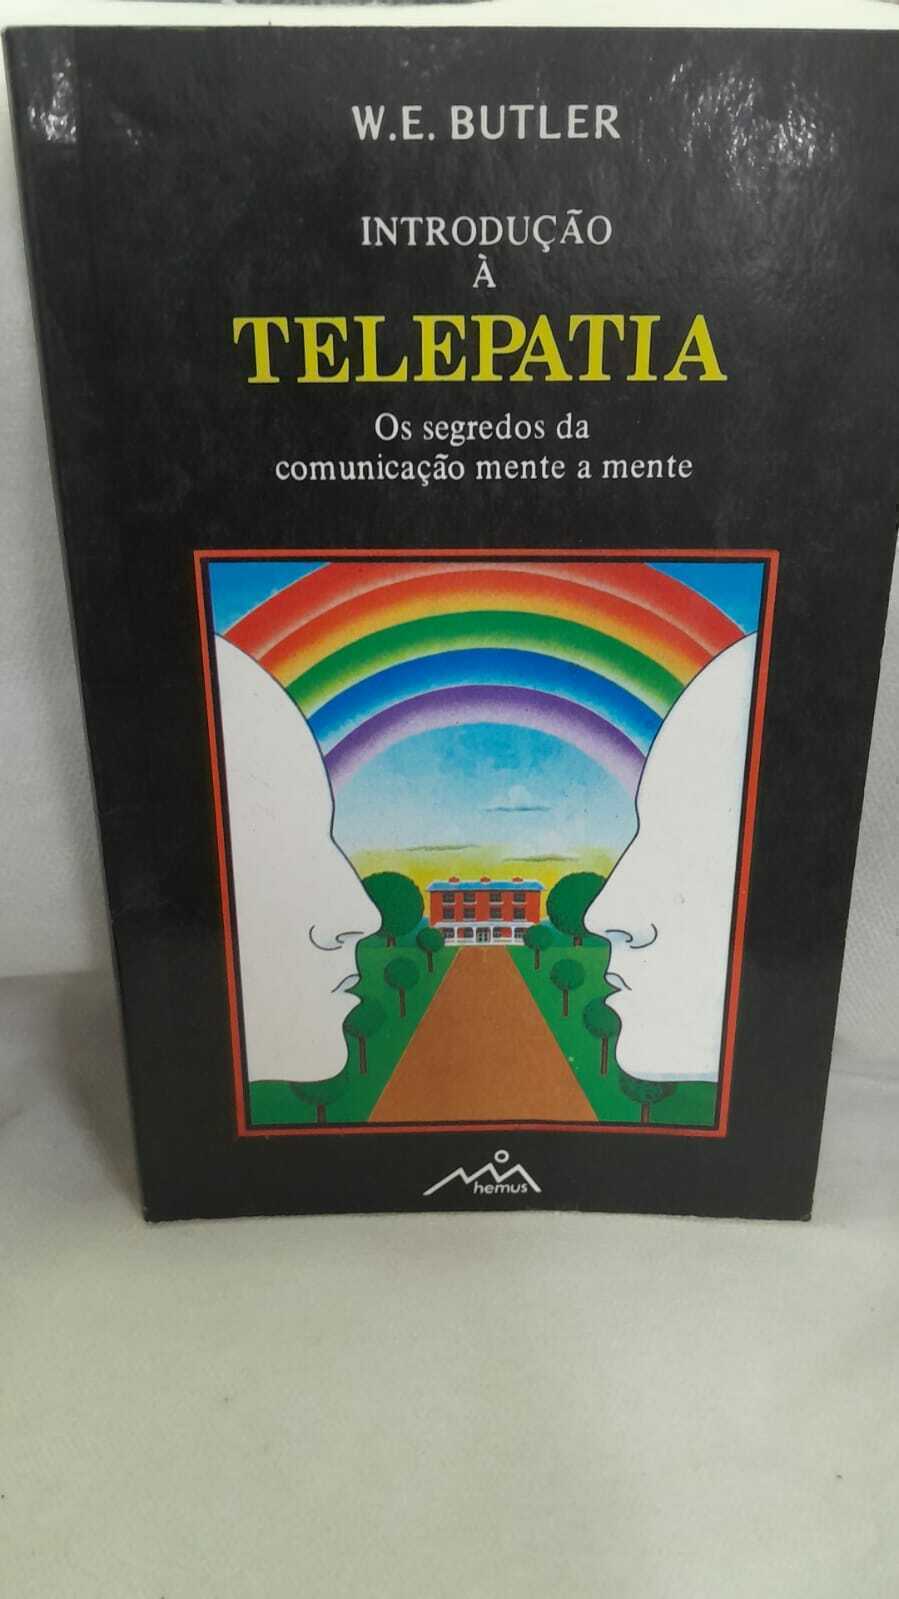 W.E. BUTLER
INTRODUÇÃO
À
TELEPATIA
Os segredos da
comunicação mente a mente
hemus